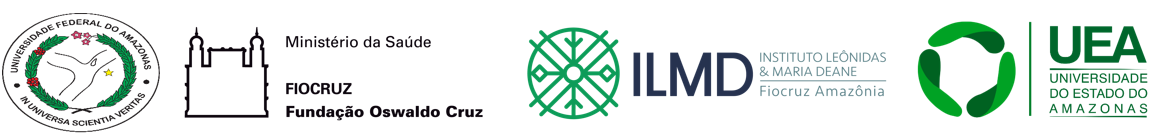 UNIVERSIDADE FEDERAL DO AMAZONAS
IN UNIVERSA SCIENTIA VERITAS
Ministério da Saúde
FIOCRUZ
Fundação Oswaldo Cruz
ILMD
INSTITUTO LEÔNIDAS
& MARIA DEANE
Fiocruz Amazônia
UEA
UNIVERSIDADE
DO ESTADO DO
AMAZONAS